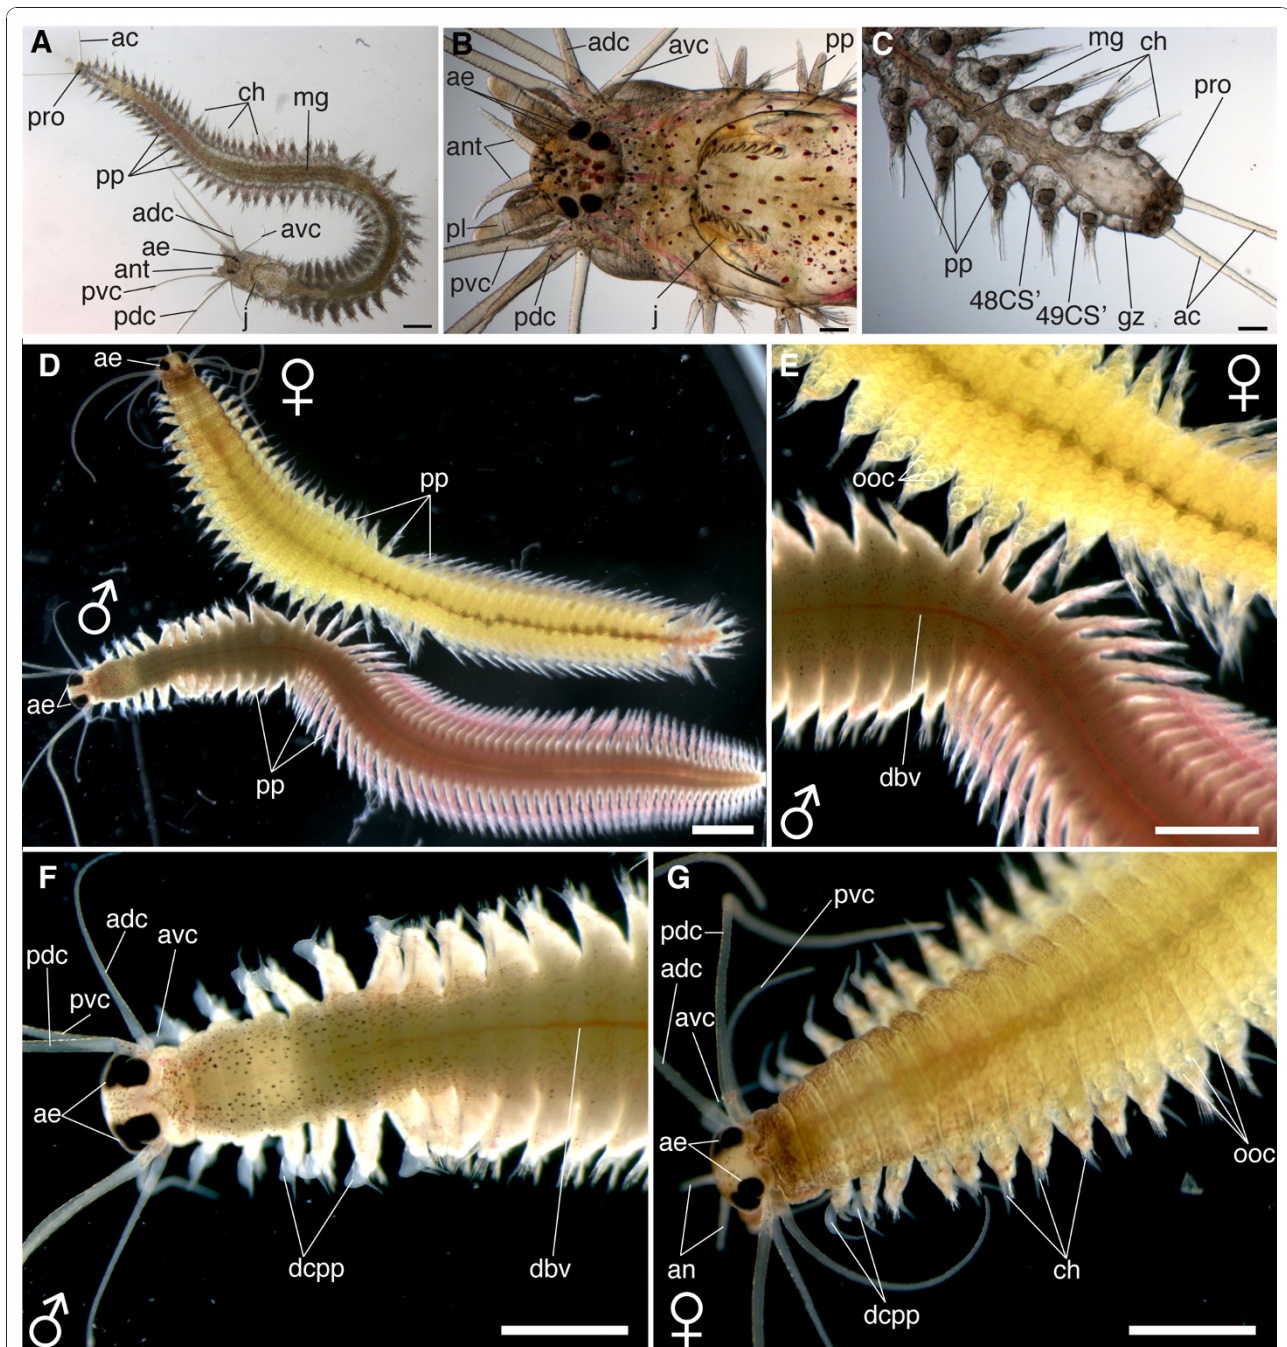 A
ac
pro
ch
mg
pp
adc
avc
ae
ant
pvc
pdc
j
B
adc
avc
pp
ae
ant
pl
pvc
pdc
j
C
mg
ch
pro
pp
48CS'
49CS'
gz
ac
D
ae
♀
pp
♂
ae
pp
E
♀
ooc
dbv
♂
F
adc
avc
pdc
pvc
ae
dcpp
dbv
♂
G
pvc
pdc
adc
avc
ae
an
dcpp
ch
ooc
♀